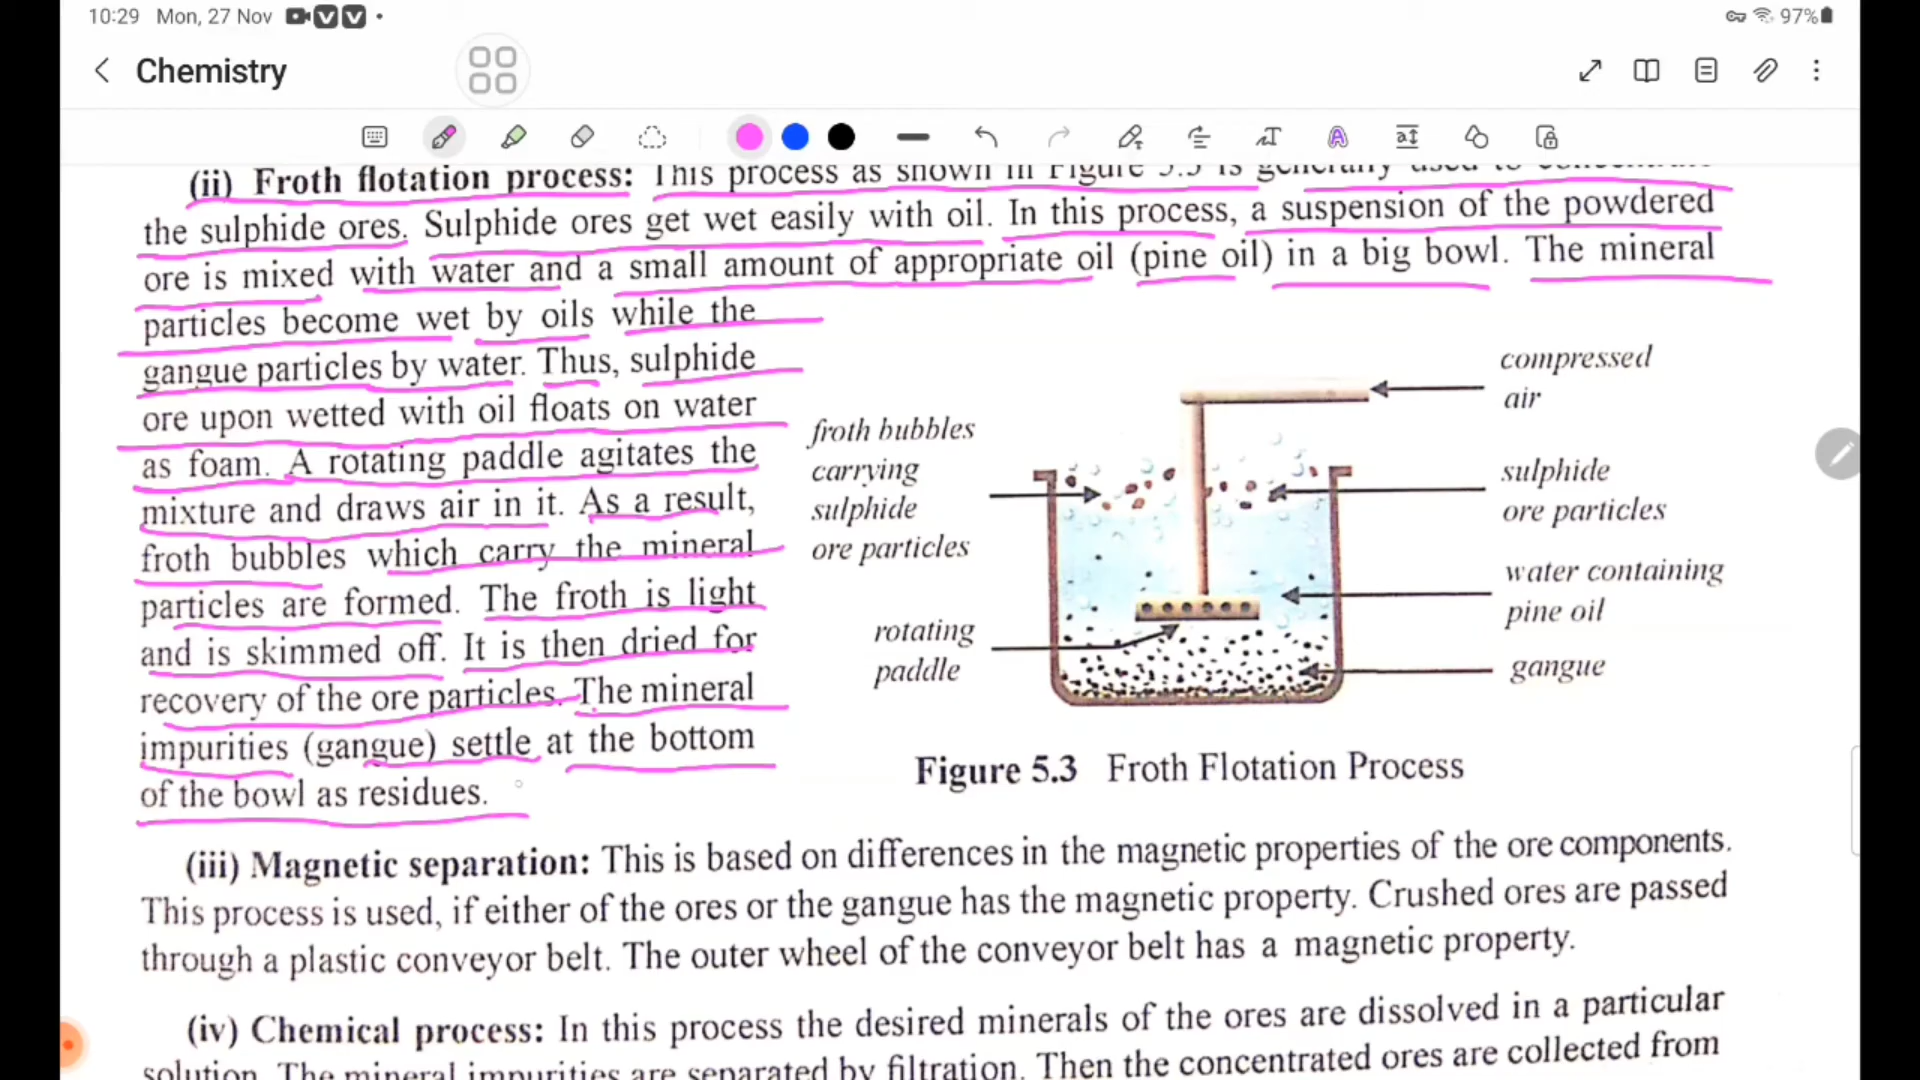 10:29 Mon, 27 Nov
97%
Chemistry
(ii) Froth flotation process: This process as shown in Figure 5.3 is generally used to concentrate
the sulphide ores. Sulphide ores get wet easily with oil. In this process, a suspension of the powdered
ore is mixed with water and a small amount of appropriate oil (pine oil) in a big bowl. The mineral
particles become wet by oils while the
gangue particles by water. Thus, sulphide
ore upon wetted with oil floats on water
as foam. A rotating paddle agitates the
mixture and draws air in it. As a result,
froth bubbles which carry the mineral
particles are formed. The froth is light
and is skimmed off. It is then dried for
recovery of the ore particles. The mineral
impurities (gangue) settle at the bottom
of the bowl as residues.
froth bubbles
carrying
sulphide
ore particles
rotating
paddle
compressed
air
sulphide
ore particles
water containing
pine oil
gangue
Figure 5.3 Froth Flotation Process
(iii) Magnetic separation: This is based on differences in the magnetic properties of the ore components.
This process is used, if either of the ores or the gangue has the magnetic property. Crushed ores are passed
through a plastic conveyor belt. The outer wheel of the conveyor belt has a magnetic property.
(iv) Chemical process: In this process the desired minerals of the ores are dissolved in a particular
solution. The mineral impurities are separated by filtration. Then the concentrated ores are collected from